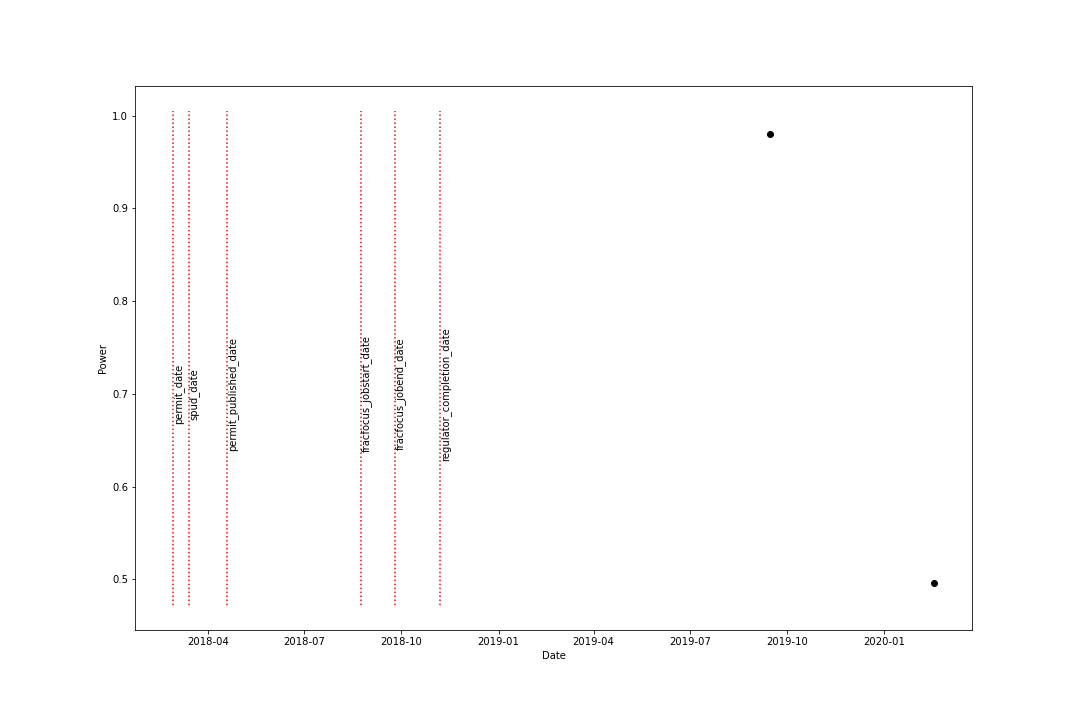 1.0
0.9
0.8
0.7
0.6
0.5
Power
permit_date
spud_date
permit_published_date
fracfocus_jobstart_date
fracfocus_jobend_date
regulator_completion_date
2018-04
2018-07
2018-10
2019-01
2019-04
2019-07
2019-10
2020-01
Date